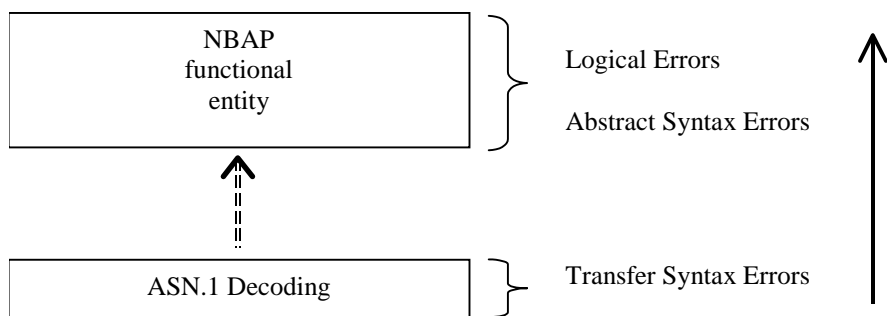 NBAP
functional
entity
Logical Errors
Abstract Syntax Errors
ASN.1 Decoding
Transfer Syntax Errors